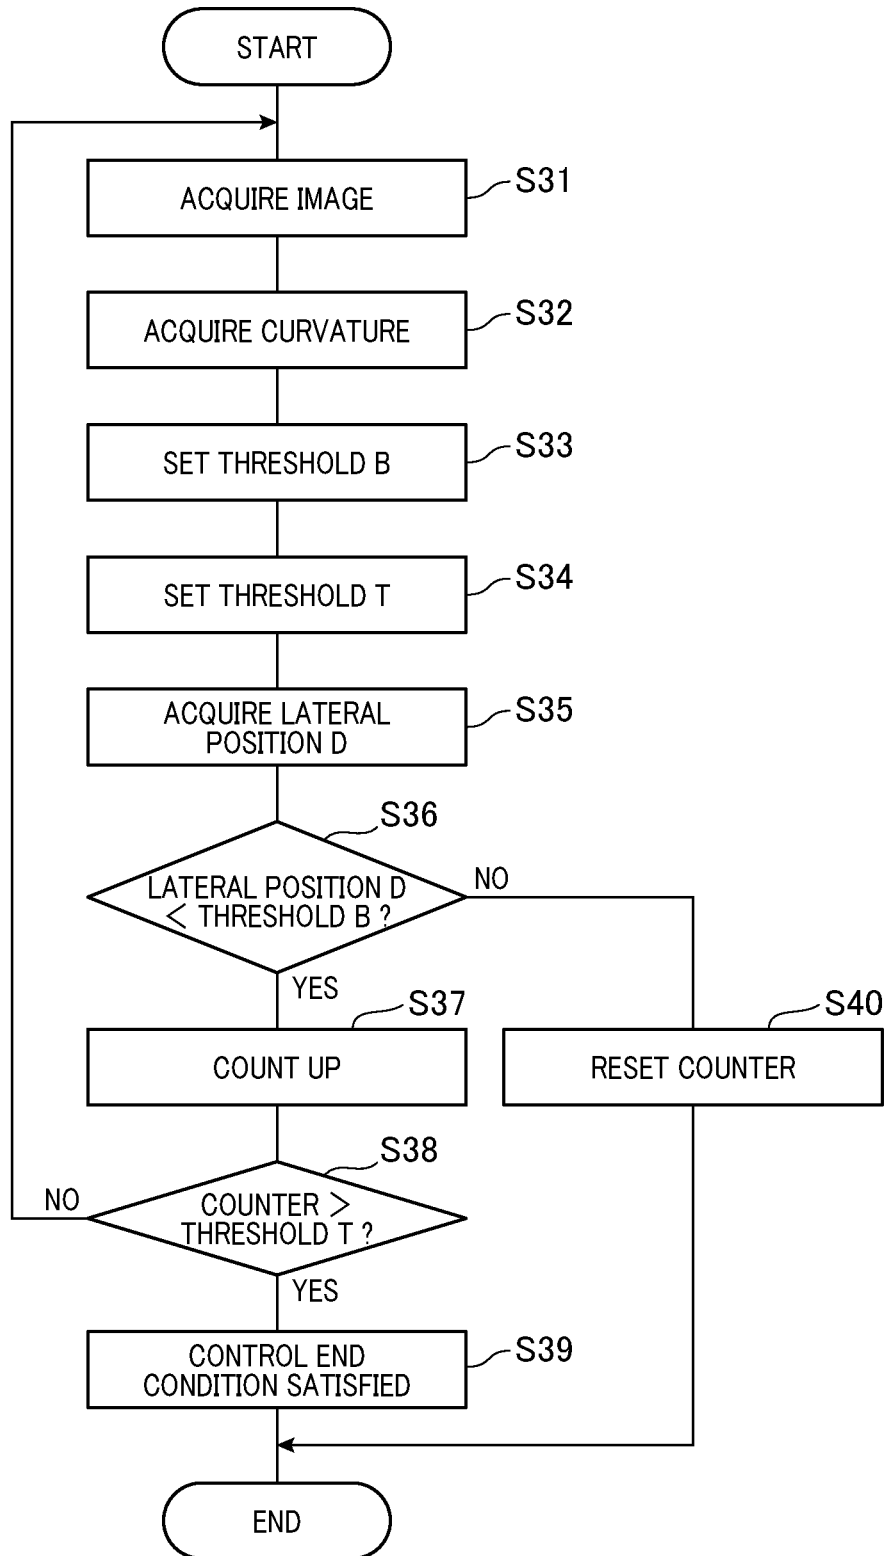 START
ACQUIRE IMAGE
S31
ACQUIRE CURVATURE
S32
SET THRESHOLD B
S33
SET THRESHOLD T
S34
ACQUIRE LATERAL
POSITION D
S35
S36
LATERAL POSITION D
< THRESHOLD B ?
NO
YES
S37
COUNT UP
S40
RESET COUNTER
S38
COUNTER >
THRESHOLD T ?
NO
YES
CONTROL END
CONDITION SATISFIED
S39
END